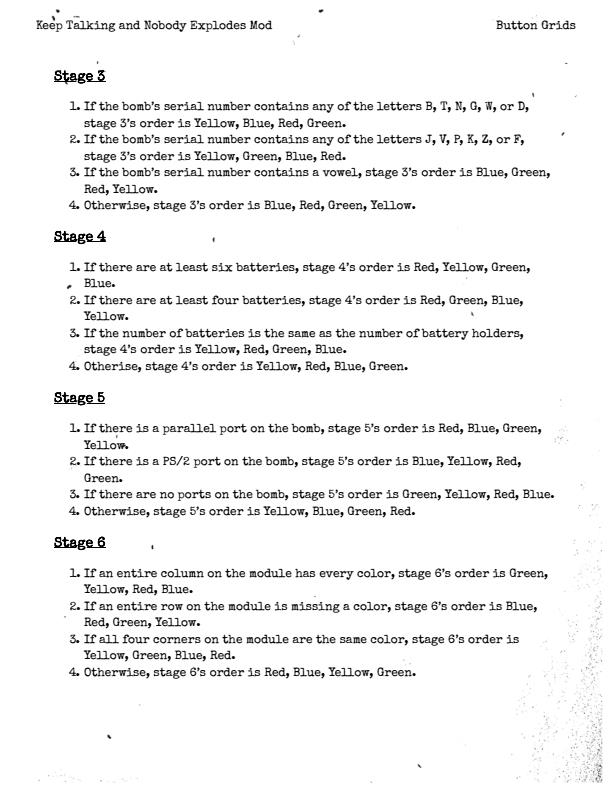 Keep Talking and Nobody Explodes Mod
Button Grids
Stage 3
1. If the bomb's serial number contains any of the letters B, T, N, G, W, or D,
stage 3's order is Yellow, Blue, Red, Green.
2. If the bomb's serial number contains any of the letters J, V, P, K, Z, or F,
stage 3's order is Yellow, Green, Blue, Red.
3. If the bomb's serial number contains a vowel, stage 3's order is Blue, Green,
Red, Yellow.
4. Otherwise, stage 3's order is Blue, Red, Green, Yellow.
Stage 4
1. If there are at least six batteries, stage 4's order is Red, Yellow, Green,
Blue.
2. If there are at least four batteries, stage 4's order is Red, Green, Blue,
Yellow.
3. If the number of batteries is the same as the number of battery holders,
stage 4's order is Yellow, Red, Green, Blue.
4. Otherise, stage 4's order is Yellow, Red, Blue, Green.
Stage 5
1. If there is a parallel port on the bomb, stage 5's order is Red, Blue, Green,
Yellow.
2. If there is a PS/2 port on the bomb, stage 5's order is Blue, Yellow, Red,
Green.
3. If there are no ports on the bomb, stage 5's order is Green, Yellow, Red, Blue.
4. Otherwise, stage 5's order is Yellow, Blue, Green, Red.
Stage 6
1. If an entire column on the module has every color, stage 6's order is Green,
Yellow, Red, Blue.
2. If an entire row on the module is missing a color, stage 6's order is Blue,
Red, Green, Yellow.
3. If all four corners on the module are the same color, stage 6's order is
Yellow, Green, Blue, Red.
4. Otherwise, stage 6's order is Red, Blue, Yellow, Green.